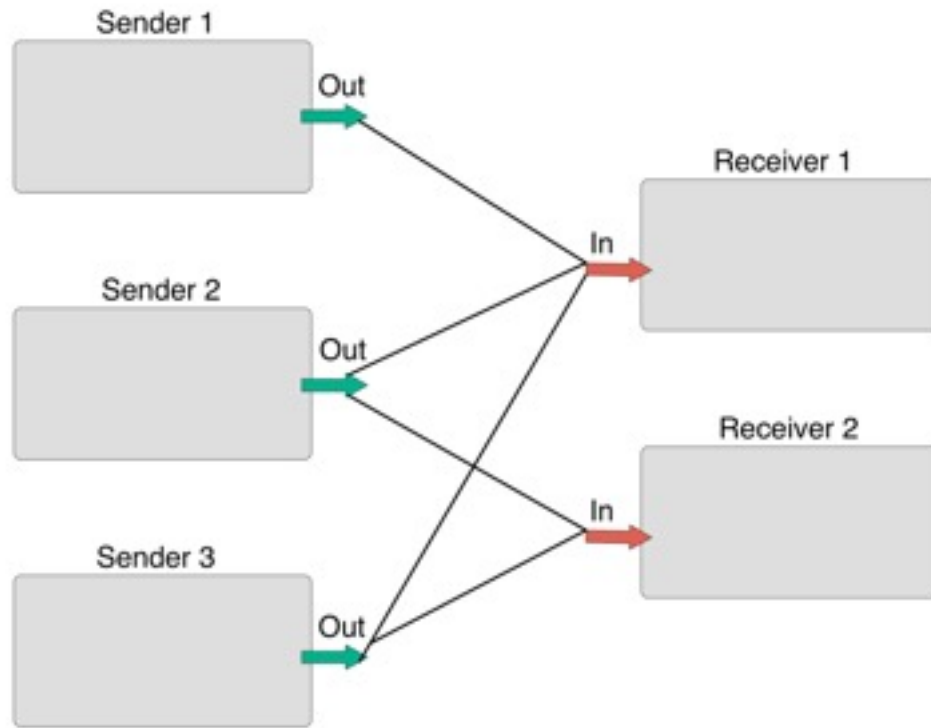 Sender 1
Out
Receiver 1
In
Sender 2
Out
Receiver 2
In
Sender 3
Out